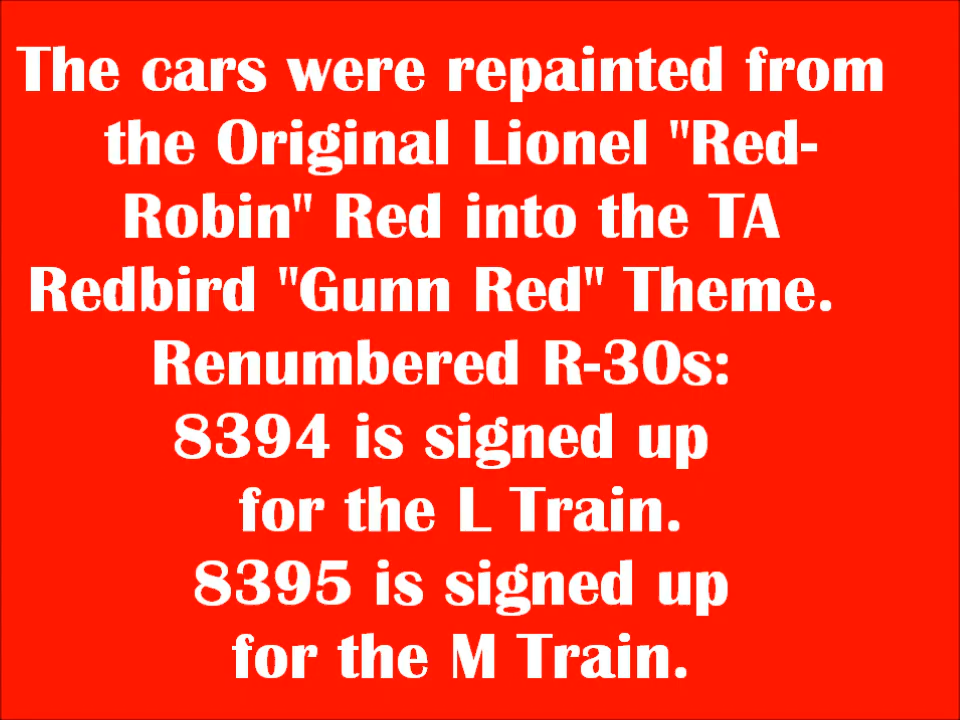 The cars were repainted from
the Original Lionel "Red-
Robin" Red into the TA
Redbird "Gunn Red" Theme.
Renumbered R-30s:
8394 is signed up
for the L Train.
8395 is signed up
for the M Train.